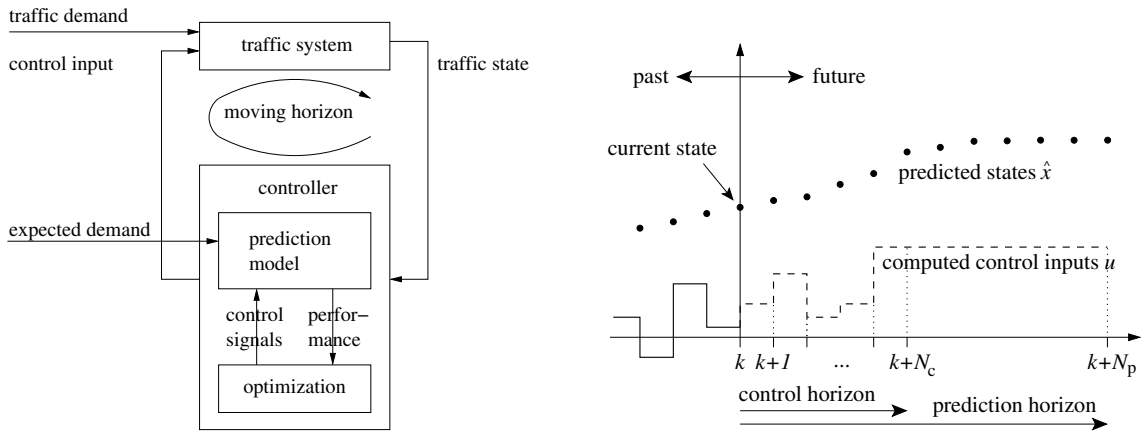 traffic demand
traffic system
control input
traffic state
moving horizon
controller
expected demand
prediction
model
control
signals
perfor−
mance
optimization
past
future
current state
predicted states x̂
computed control inputs u
k
k+1
...
k+Nc
k+Np
control horizon
prediction horizon